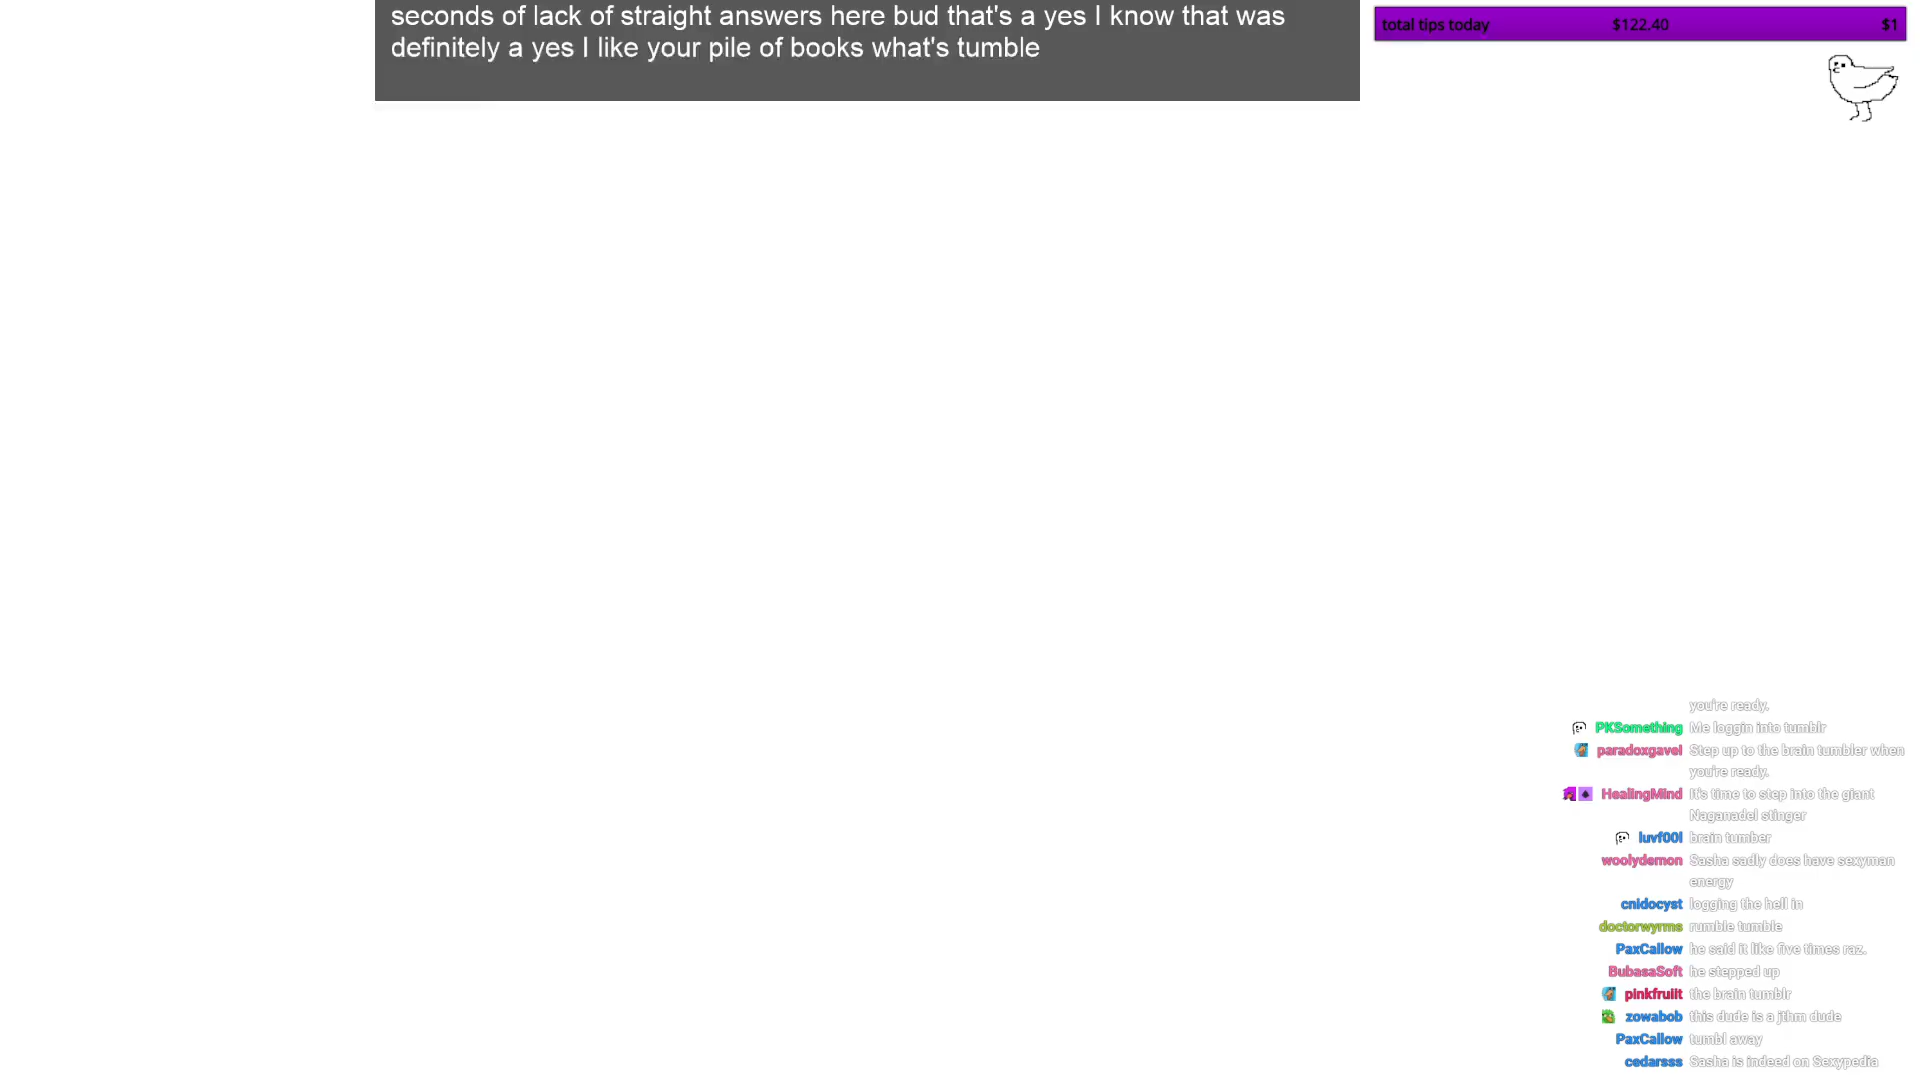 seconds of lack of straight answers here bud that's a yes I know that was
definitely a yes I like your pile of books what's tumble
total tips today $122.40 $1
you're ready.
PKSomething Me loggin into tumblr
paradoxgavel Step up to the brain tumbler when
you're ready.
HealingMind It's time to step into the giant
Naganadel stinger
luvf00l brain tumber
woolydemon Sasha sadly does have sexyman
energy
cnidocyst logging the hell in
doctorwyrms rumble tumble
PaxCallow he said it like five times raz.
BubasaSoft he stepped up
pinkfruiit the brain tumblr
zowabob this dude is a jthm dude
PaxCallow tumbl away
cedarsss Sasha is indeed on Sexypedia